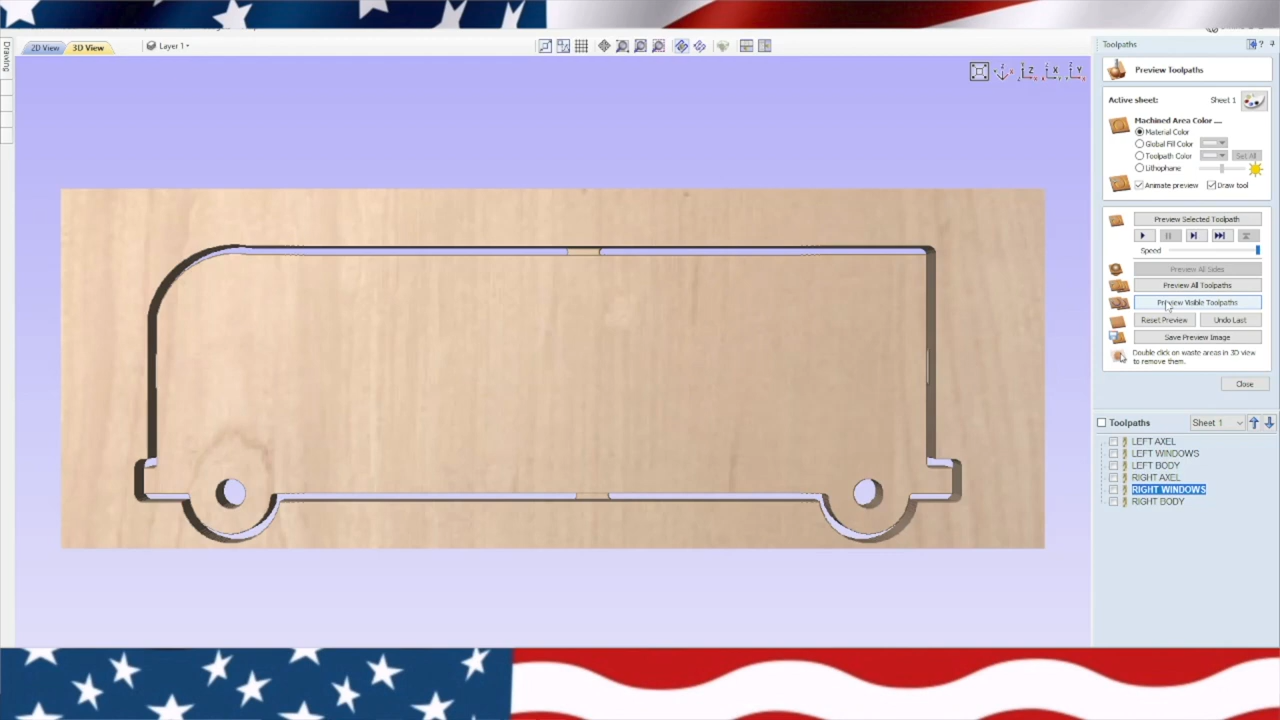 Drawing
2D View
3D View
Layer 1
Toolpaths
Preview Toolpaths
Active sheet:
Sheet 1
Machined Area Color ...
Material Color
Global Fill Color
Toolpath Color
Set All
Lithophane
Animate preview
Draw tool
Preview Selected Toolpath
Speed
Preview All Sides
Preview All Toolpaths
Preview Visible Toolpaths
Reset Preview
Undo Last
Save Preview Image
Double click on waste areas in 3D view
to remove them.
Close
Toolpaths
Sheet 1
LEFT AXEL
LEFT WINDOWS
LEFT BODY
RIGHT AXEL
RIGHT WINDOWS
RIGHT BODY